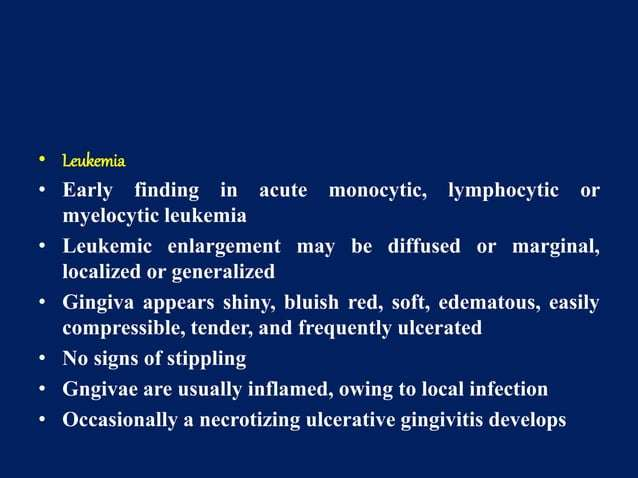 • Leukemia
• Early finding in acute monocytic, lymphocytic or
myelocytic leukemia
• Leukemic enlargement may be diffused or marginal,
localized or generalized
• Gingiva appears shiny, bluish red, soft, edematous, easily
compressible, tender, and frequently ulcerated
• No signs of stippling
• Gngivae are usually inflamed, owing to local infection
• Occasionally a necrotizing ulcerative gingivitis develops